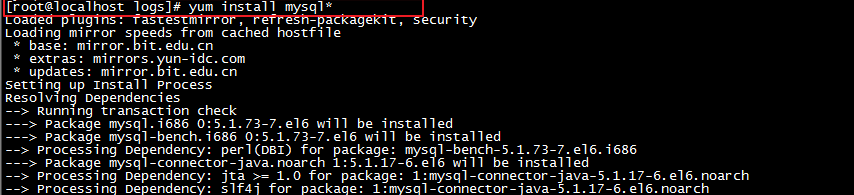 [root@localhost logs]# yum install mysql*
Loaded plugins: fastestmirror, refresh-packagekit, security
Loading mirror speeds from cached hostfile
 * base: mirror.bit.edu.cn
 * extras: mirrors.yun-idc.com
 * updates: mirror.bit.edu.cn
Setting up Install Process
Resolving Dependencies
--> Running transaction check
---> Package mysql.i686 0:5.1.73-7.el6 will be installed
---> Package mysql-bench.i686 0:5.1.73-7.el6 will be installed
--> Processing Dependency: perl(DBI) for package: mysql-bench-5.1.73-7.el6.i686
---> Package mysql-connector-java.noarch 1:5.1.17-6.el6 will be installed
--> Processing Dependency: jta >= 1.0 for package: 1:mysql-connector-java-5.1.17-6.el6.noarch
--> Processing Dependency: slf4j for package: 1:mysql-connector-java-5.1.17-6.el6.noarch